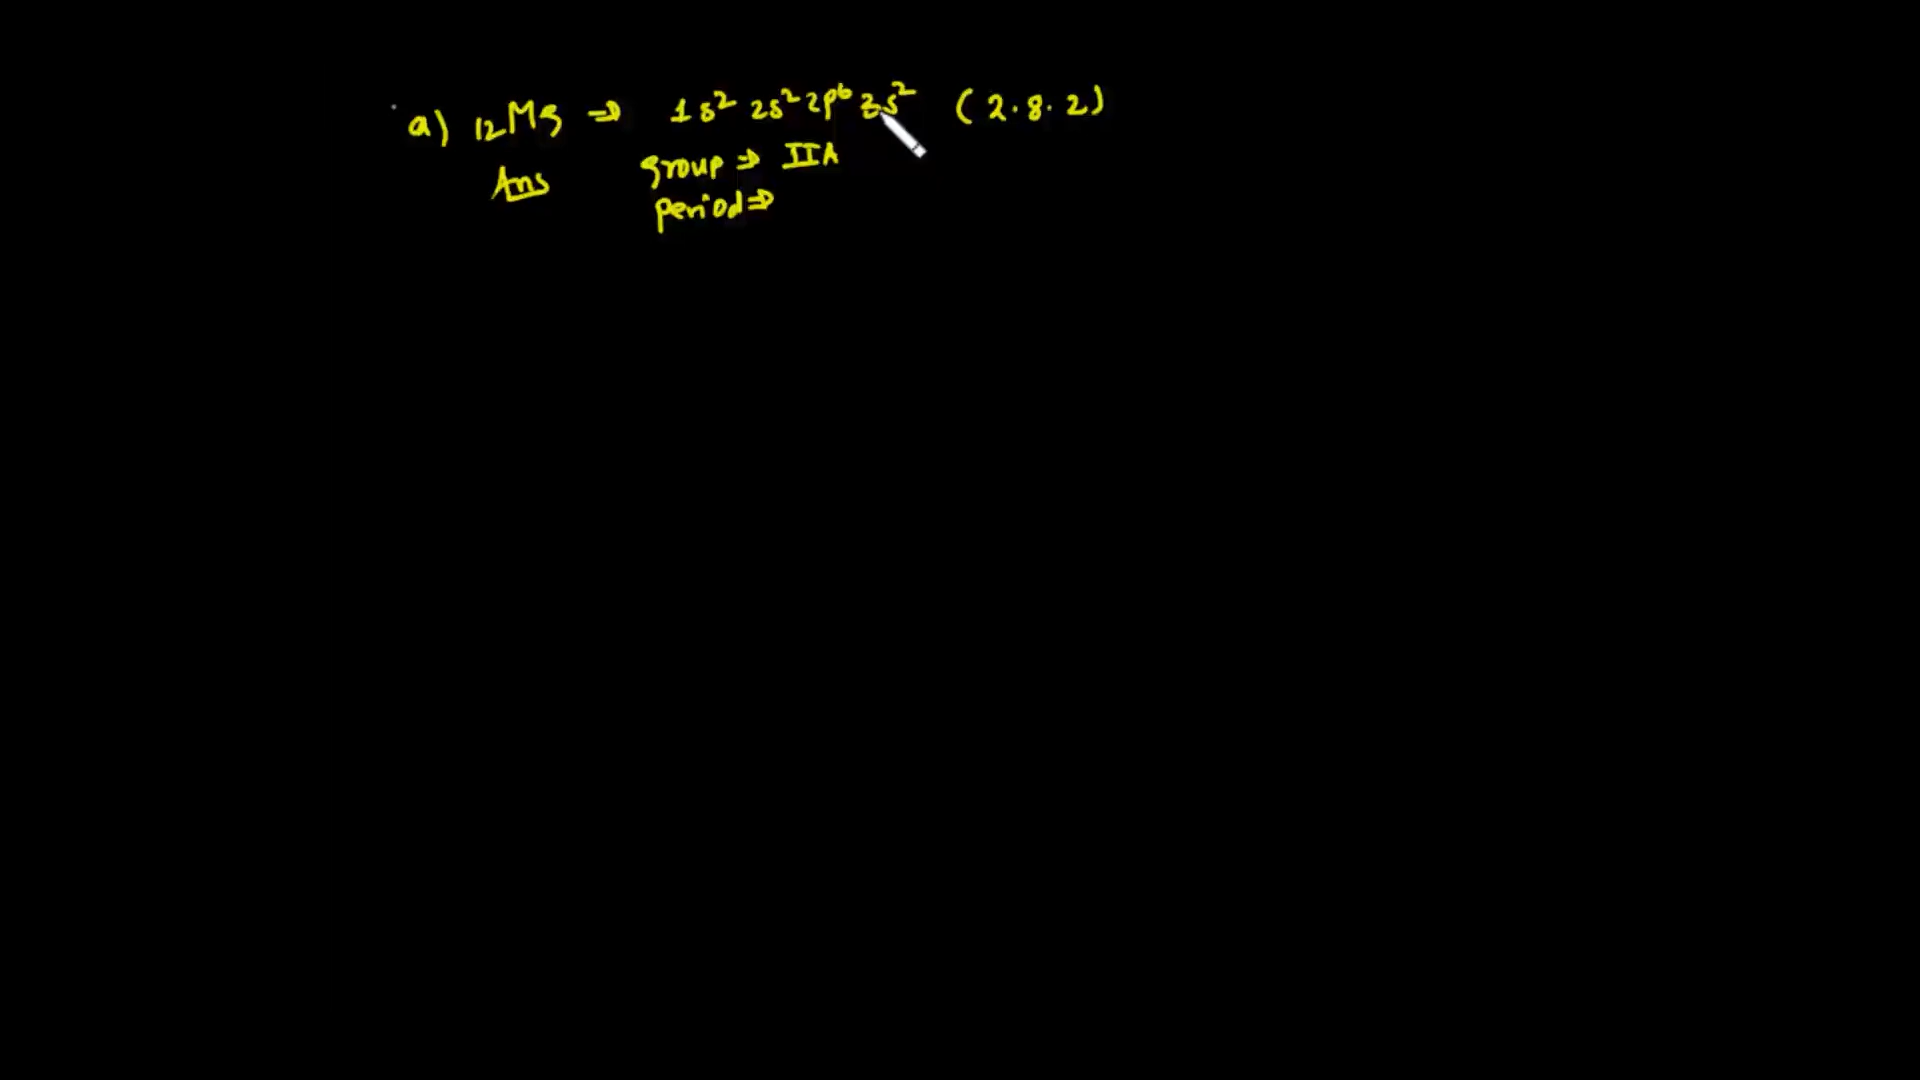 a) ₁₂Mg ⇒ 1s² 2s² 2p⁶ 3s² (2.8.2)
Ans group ⇒ IIA
period ⇒